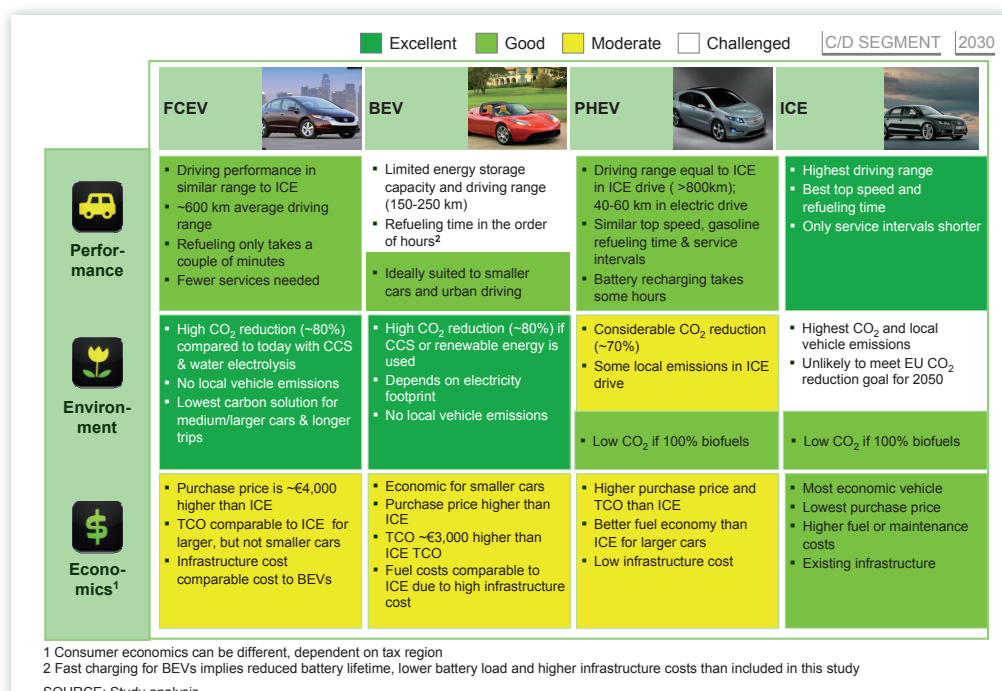 Excellent Good Moderate Challenged C/D SEGMENT 2030
FCEV
BEV
PHEV
ICE
Perfor-
mance
▪ Driving performance in
similar range to ICE
▪ ~600 km average driving
range
▪ Refueling only takes a
couple of minutes
▪ Fewer services needed
▪ Limited energy storage
capacity and driving range
(150-250 km)
▪ Refueling time in the order
of hours²
▪ Ideally suited to smaller
cars and urban driving
▪ Driving range equal to ICE
in ICE drive ( >800km);
40-60 km in electric drive
▪ Similar top speed, gasoline
refueling time & service
intervals
▪ Battery recharging takes
some hours
▪ Highest driving range
▪ Best top speed and
refueling time
▪ Only service intervals shorter
Environ-
ment
▪ High CO₂ reduction (~80%)
compared to today with CCS
& water electrolysis
▪ No local vehicle emissions
▪ Lowest carbon solution for
medium/larger cars & longer
trips
▪ High CO₂ reduction (~80%) if
CCS or renewable energy is
used
▪ Depends on electricity
footprint
▪ No local vehicle emissions
▪ Considerable CO₂ reduction
(~70%)
▪ Some local emissions in ICE
drive
▪ Low CO₂ if 100% biofuels
▪ Highest CO₂ and local
vehicle emissions
▪ Unlikely to meet EU CO₂
reduction goal for 2050
▪ Low CO₂ if 100% biofuels
$
Econo-
mics¹
▪ Purchase price is ~€4,000
higher than ICE
▪ TCO comparable to ICE for
larger, but not smaller cars
▪ Infrastructure cost
comparable cost to BEVs
▪ Economic for smaller cars
▪ Purchase price higher than
ICE
▪ TCO ~€3,000 higher than
ICE TCO
▪ Fuel costs comparable to
ICE due to high infrastructure
cost
▪ Higher purchase price and
TCO than ICE
▪ Better fuel economy than
ICE for larger cars
▪ Low infrastructure cost
▪ Most economic vehicle
▪ Lowest purchase price
▪ Higher fuel or maintenance
costs
▪ Existing infrastructure
1 Consumer economics can be different, dependent on tax region
2 Fast charging for BEVs implies reduced battery lifetime, lower battery load and higher infrastructure costs than included in this study
SOURCE: Study analysis